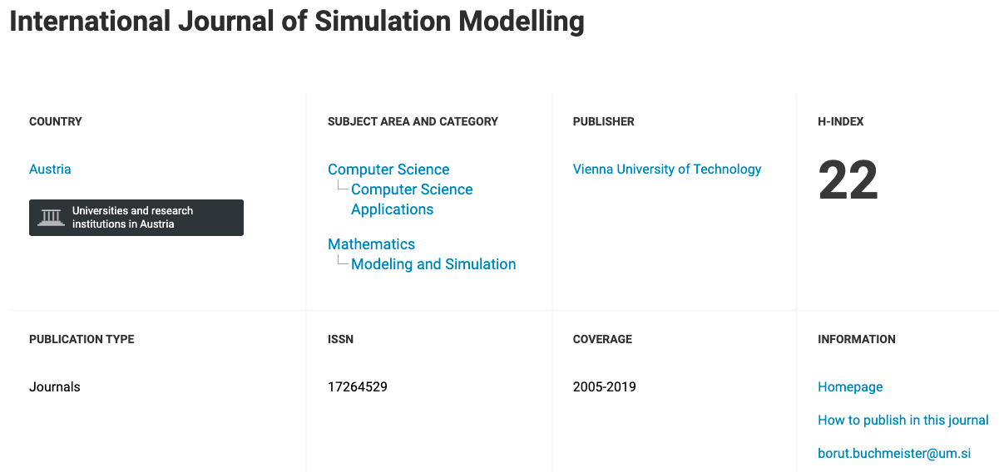 International Journal of Simulation Modelling
COUNTRY
Austria
Universities and research
institutions in Austria
SUBJECT AREA AND CATEGORY
Computer Science
Computer Science
Applications
Mathematics
Modeling and Simulation
PUBLISHER
Vienna University of Technology
H-INDEX
22
PUBLICATION TYPE
Journals
ISSN
17264529
COVERAGE
2005-2019
INFORMATION
Homepage
How to publish in this journal
borut.buchmeister@um.si